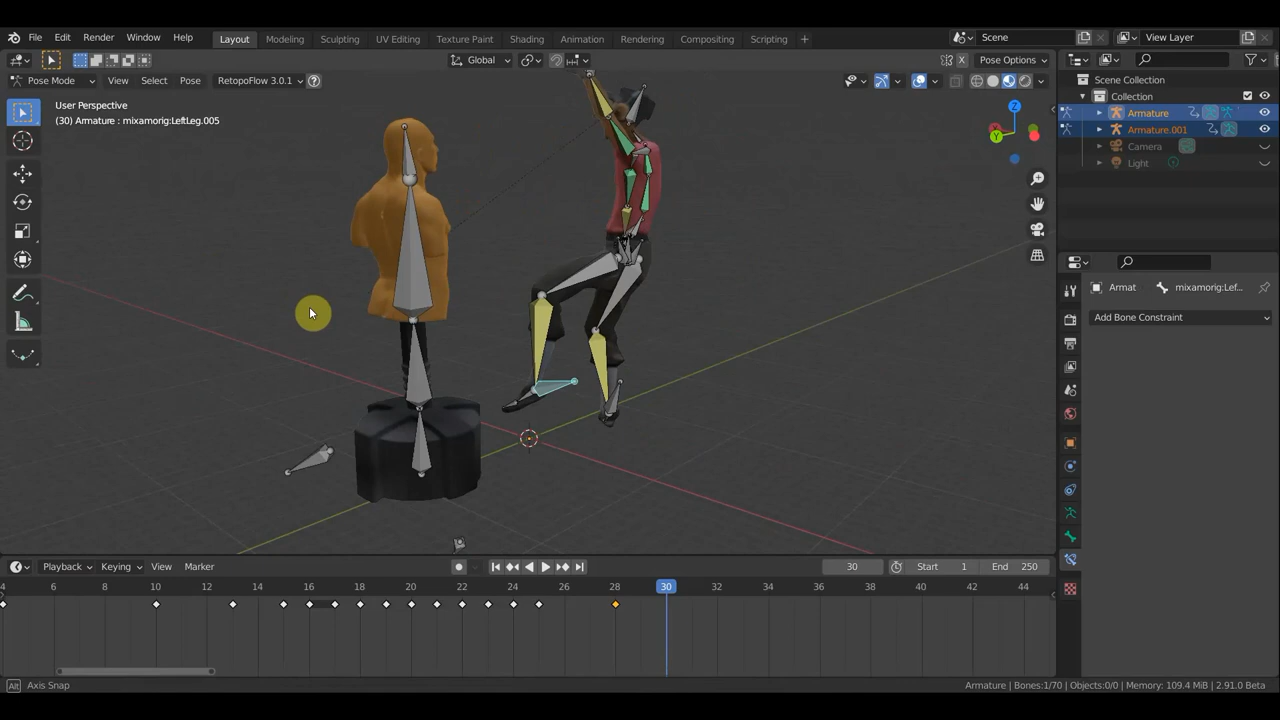 File Edit Render Window Help Layout Modeling Sculpting UV Editing Texture Paint Shading Animation Rendering Compositing Scripting + Scene View Layer
Global Pose Options
Pose Mode View Select Pose RetopoFlow 3.0.1 ?
User Perspective
(30) Armature : mixamorig:LeftLeg.005
Scene Collection
Collection
Armature
Armature.001
Camera
Light
X
Y
Z
Armat mixamorig:Lef...
Add Bone Constraint
Playback Keying View Marker 30 Start 1 End 250
4 6 8 10 12 14 16 18 20 22 24 26 28 30 32 34 36 38 40 42 44
Alt Axis Snap Armature | Bones:1/70 | Objects:0/0 | Memory: 109.4 MiB | 2.91.0 Beta